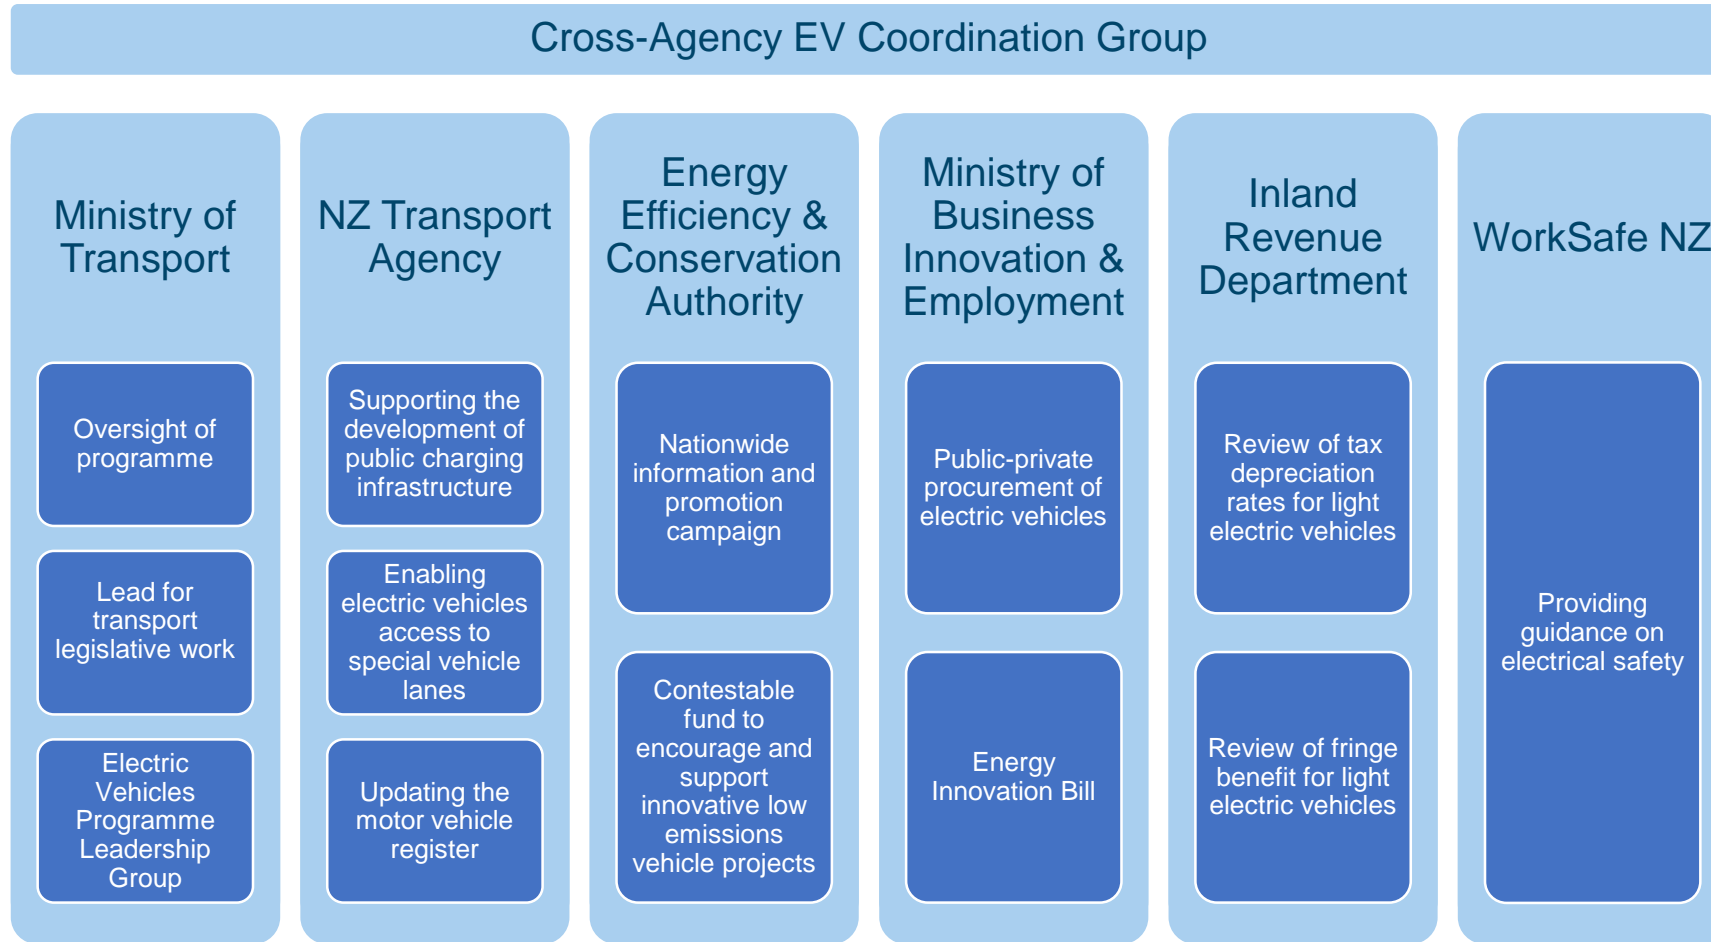 Cross-Agency EV Coordination Group
Ministry of
Transport
Oversight of
programme
Lead for
transport
legislative work
Electric
Vehicles
Programme
Leadership
Group
NZ Transport
Agency
Supporting the
development of
public charging
infrastructure
Enabling
electric vehicles
access to
special vehicle
lanes
Updating the
motor vehicle
register
Energy
Efficiency &
Conservation
Authority
Nationwide
information and
promotion
campaign
Contestable
fund to
encourage and
support
innovative low
emissions
vehicle projects
Ministry of
Business
Innovation &
Employment
Public-private
procurement of
electric vehicles
Energy
Innovation Bill
Inland
Revenue
Department
Review of tax
depreciation
rates for light
electric vehicles
Review of fringe
benefit for light
electric vehicles
WorkSafe NZ
Providing
guidance on
electrical safety